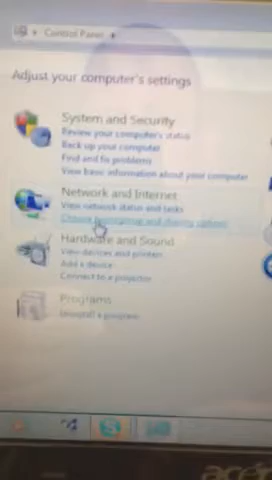 Control Panel
Adjust your computer's settings
System and Security
Review your computer's status
Back up your computer
Find and fix problems
View basic information about your computer
Network and Internet
View network status and tasks
Choose homegroup and sharing options
Hardware and Sound
View devices and printers
Add a device
Connect to a projector
Programs
Uninstall a program
acer